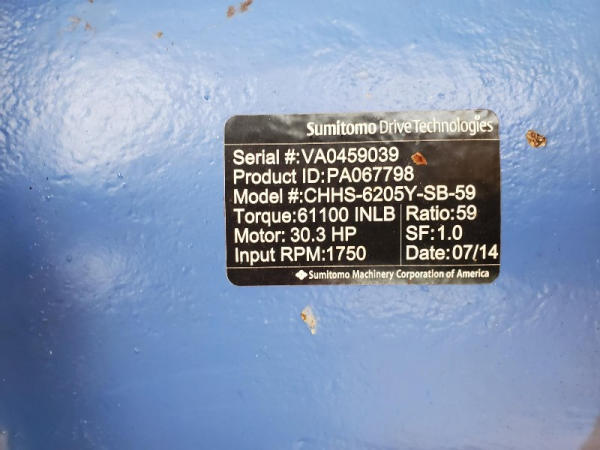 Sumitomo Drive Technologies
Serial #:VA0459039
Product ID:PA067798
Model #:CHHS-6205Y-SB-59
Torque:61100 INLB Ratio:59
Motor: 30.3 HP SF:1.0
Input RPM:1750 Date:07/14
Sumitomo Machinery Corporation of America